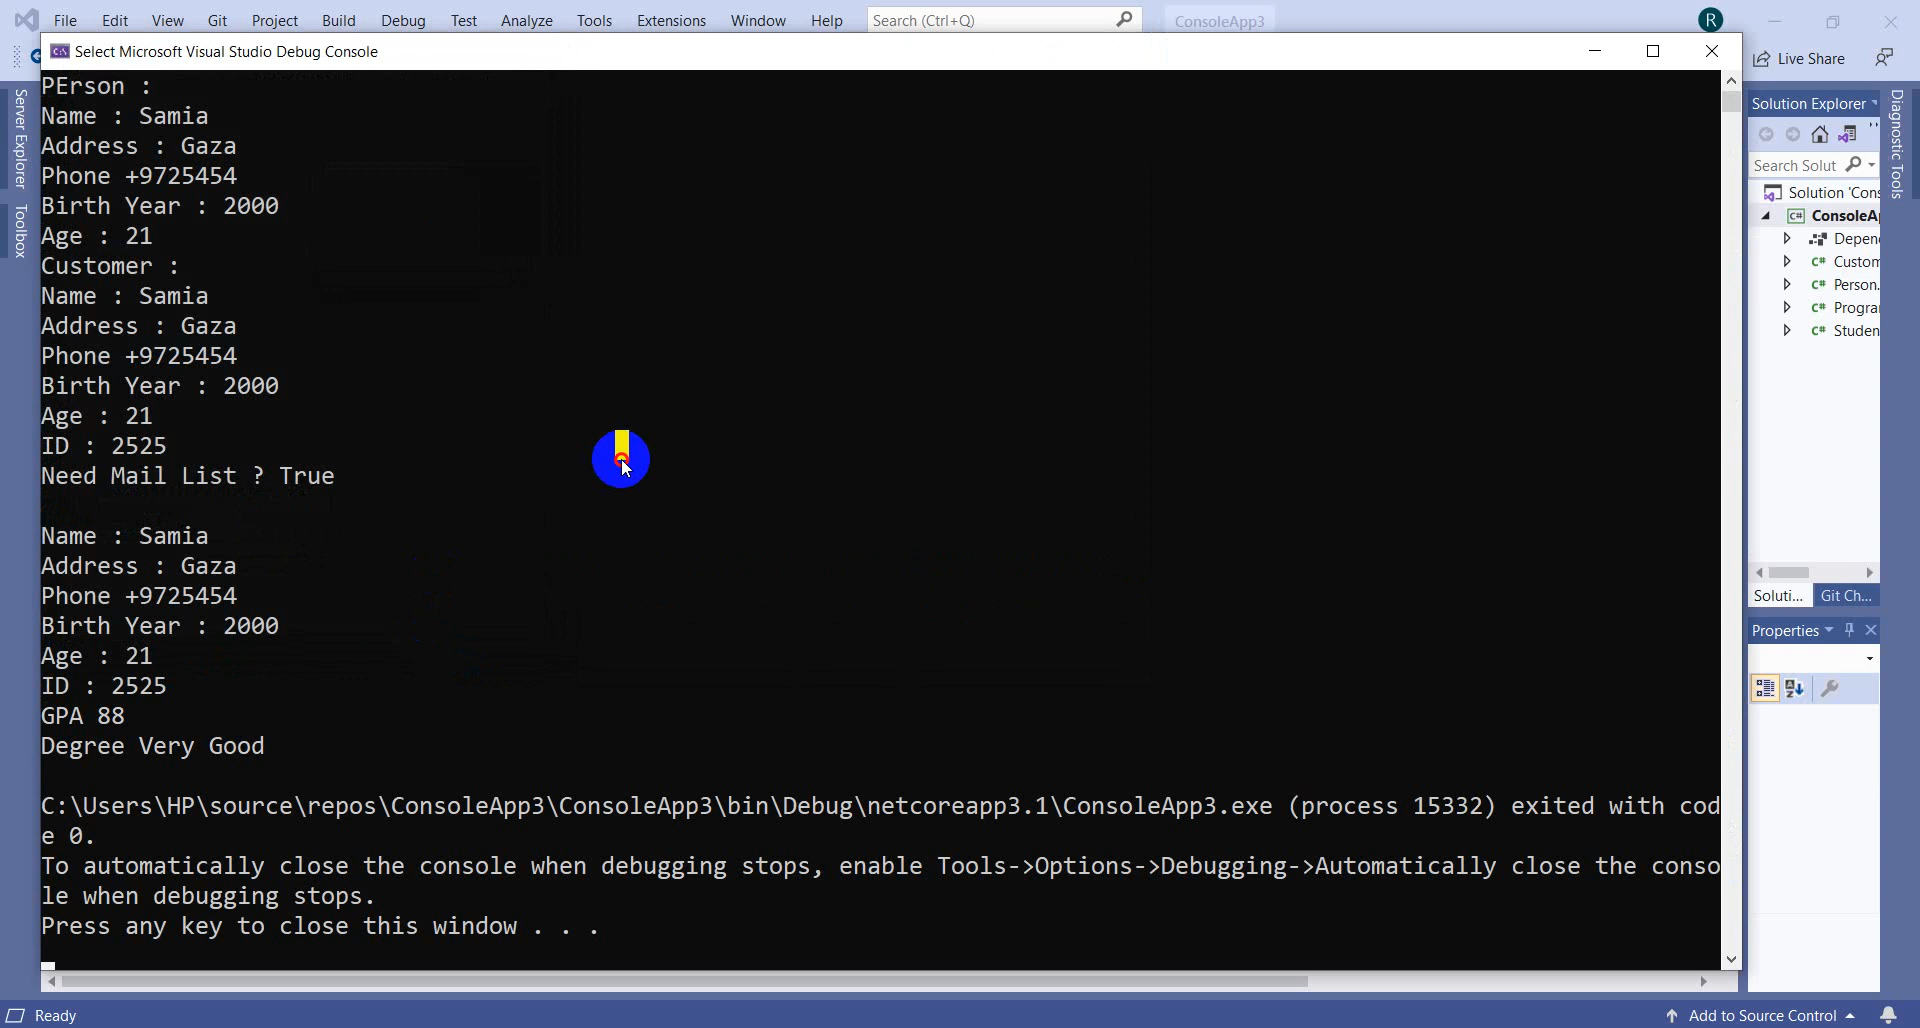 File Edit View Git Project Build Debug Test Analyze Tools Extensions Window Help Search (Ctrl+Q) ConsoleApp3 R
Select Microsoft Visual Studio Debug Console
Live Share
Server Explorer
Toolbox
PErson :
Name : Samia
Address : Gaza
Phone +9725454
Birth Year : 2000
Age : 21
Customer :
Name : Samia
Address : Gaza
Phone +9725454
Birth Year : 2000
Age : 21
ID : 2525
Need Mail List ? True
Name : Samia
Address : Gaza
Phone +9725454
Birth Year : 2000
Age : 21
ID : 2525
GPA 88
Degree Very Good
C:\Users\HP\source\repos\ConsoleApp3\ConsoleApp3\bin\Debug\netcoreapp3.1\ConsoleApp3.exe (process 15332) exited with cod
e 0.
To automatically close the console when debugging stops, enable Tools->Options->Debugging->Automatically close the conso
le when debugging stops.
Press any key to close this window . . .
Solution Explorer
Search Solut
Solution 'Cons
C# ConsoleAp
Depen
C# Custom
C# Person.
C# Program
C# Studen
Soluti... Git Ch...
Properties
Diagnostic Tools
Ready
Add to Source Control